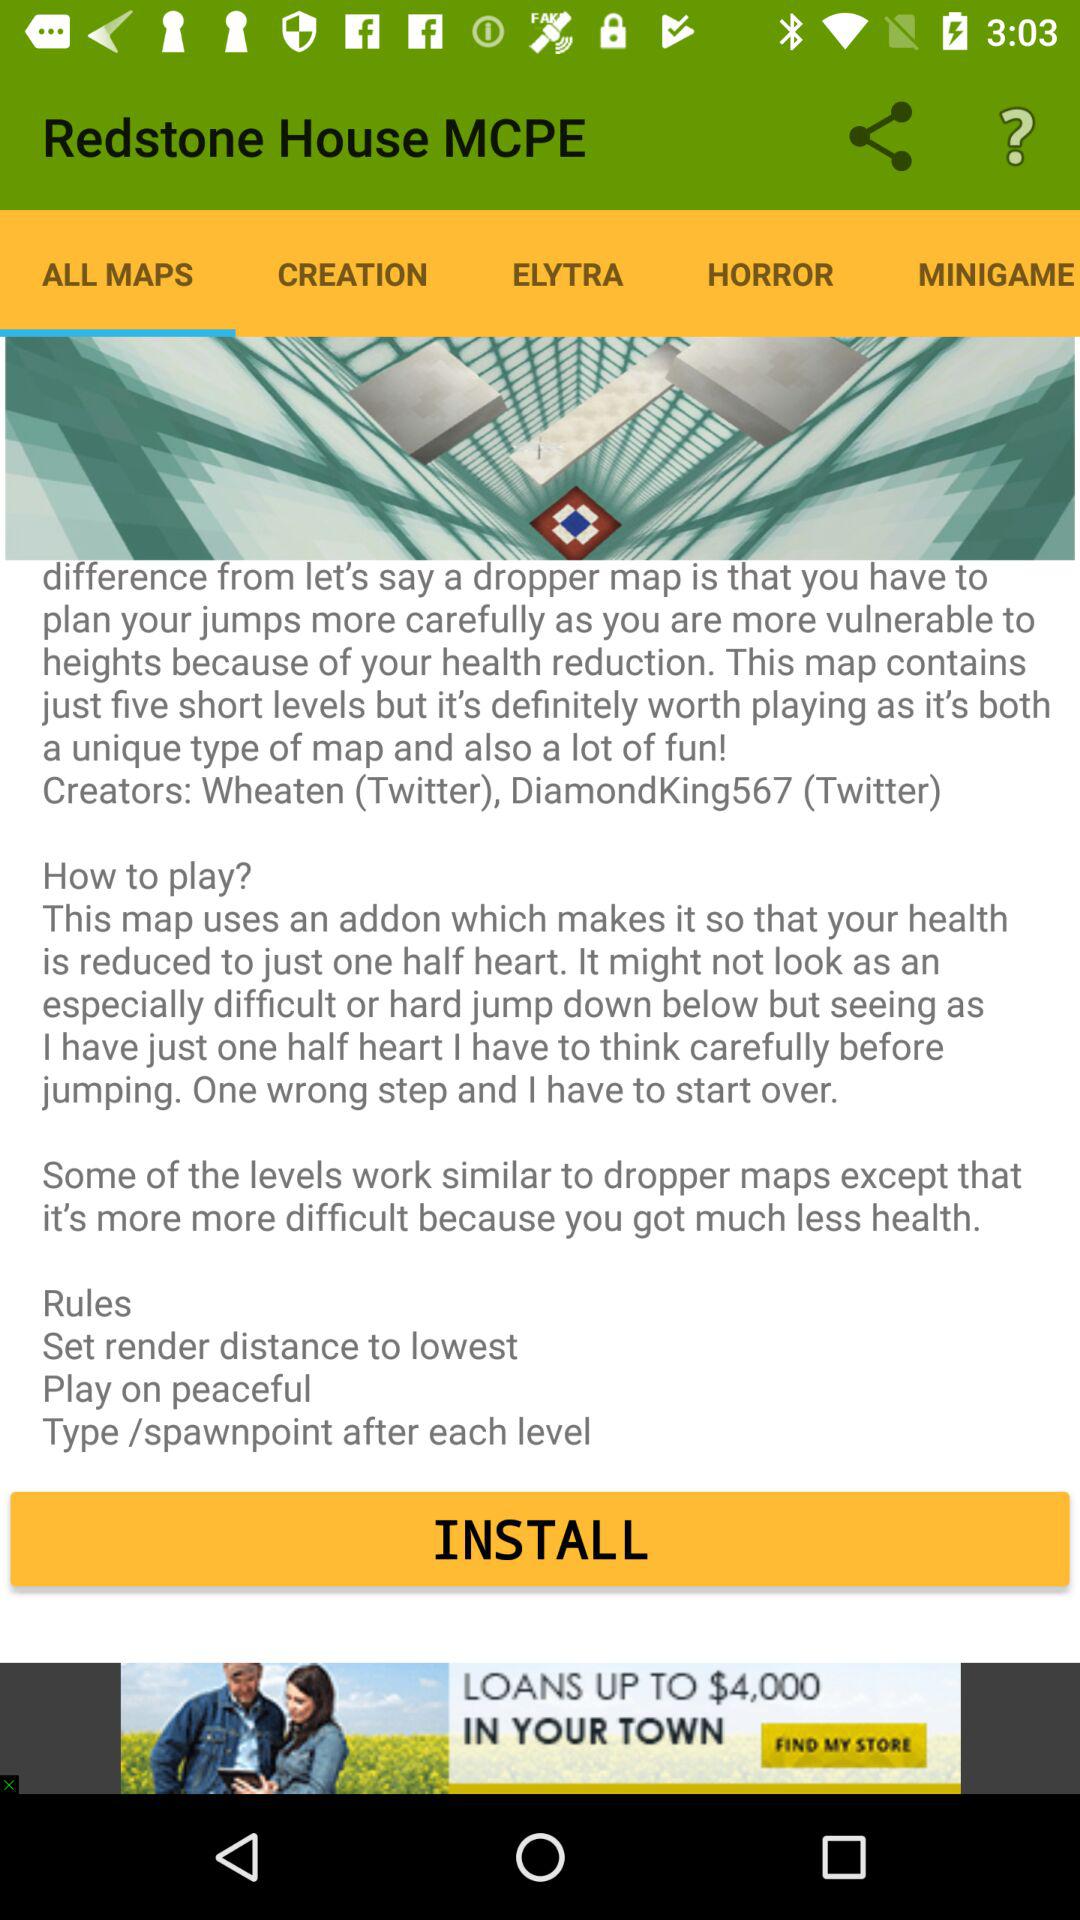 FAKE
3:03
Redstone House MCPE
?
ALL MAPS CREATION ELYTRA HORROR MINIGAME
difference from let’s say a dropper map is that you have to
plan your jumps more carefully as you are more vulnerable to
heights because of your health reduction. This map contains
just five short levels but it’s definitely worth playing as it’s both
a unique type of map and also a lot of fun!
Creators: Wheaten (Twitter), DiamondKing567 (Twitter)
How to play?
This map uses an addon which makes it so that your health
is reduced to just one half heart. It might not look as an
especially difficult or hard jump down below but seeing as
I have just one half heart I have to think carefully before
jumping. One wrong step and I have to start over.
Some of the levels work similar to dropper maps except that
it’s more more difficult because you got much less health.
Rules
Set render distance to lowest
Play on peaceful
Type /spawnpoint after each level
INSTALL
LOANS UP TO $4,000
IN YOUR TOWN
FIND MY STORE